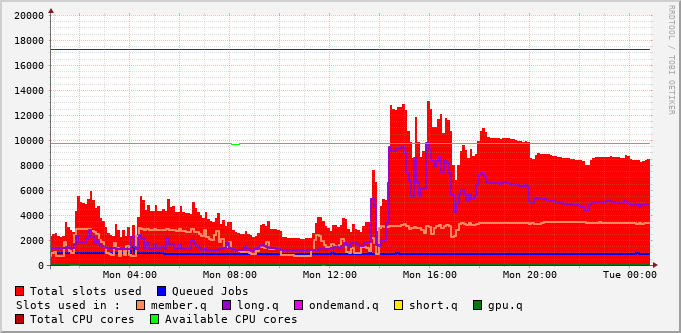 20000
18000
16000
14000
12000
10000
8000
6000
4000
2000
0
Mon 04:00 Mon 08:00 Mon 12:00 Mon 16:00 Mon 20:00 Tue 00:00
RRDTOOL / TOBI OETIKER
Total slots used Queued Jobs
Slots used in : member.q long.q ondemand.q short.q gpu.q
Total CPU cores Available CPU cores